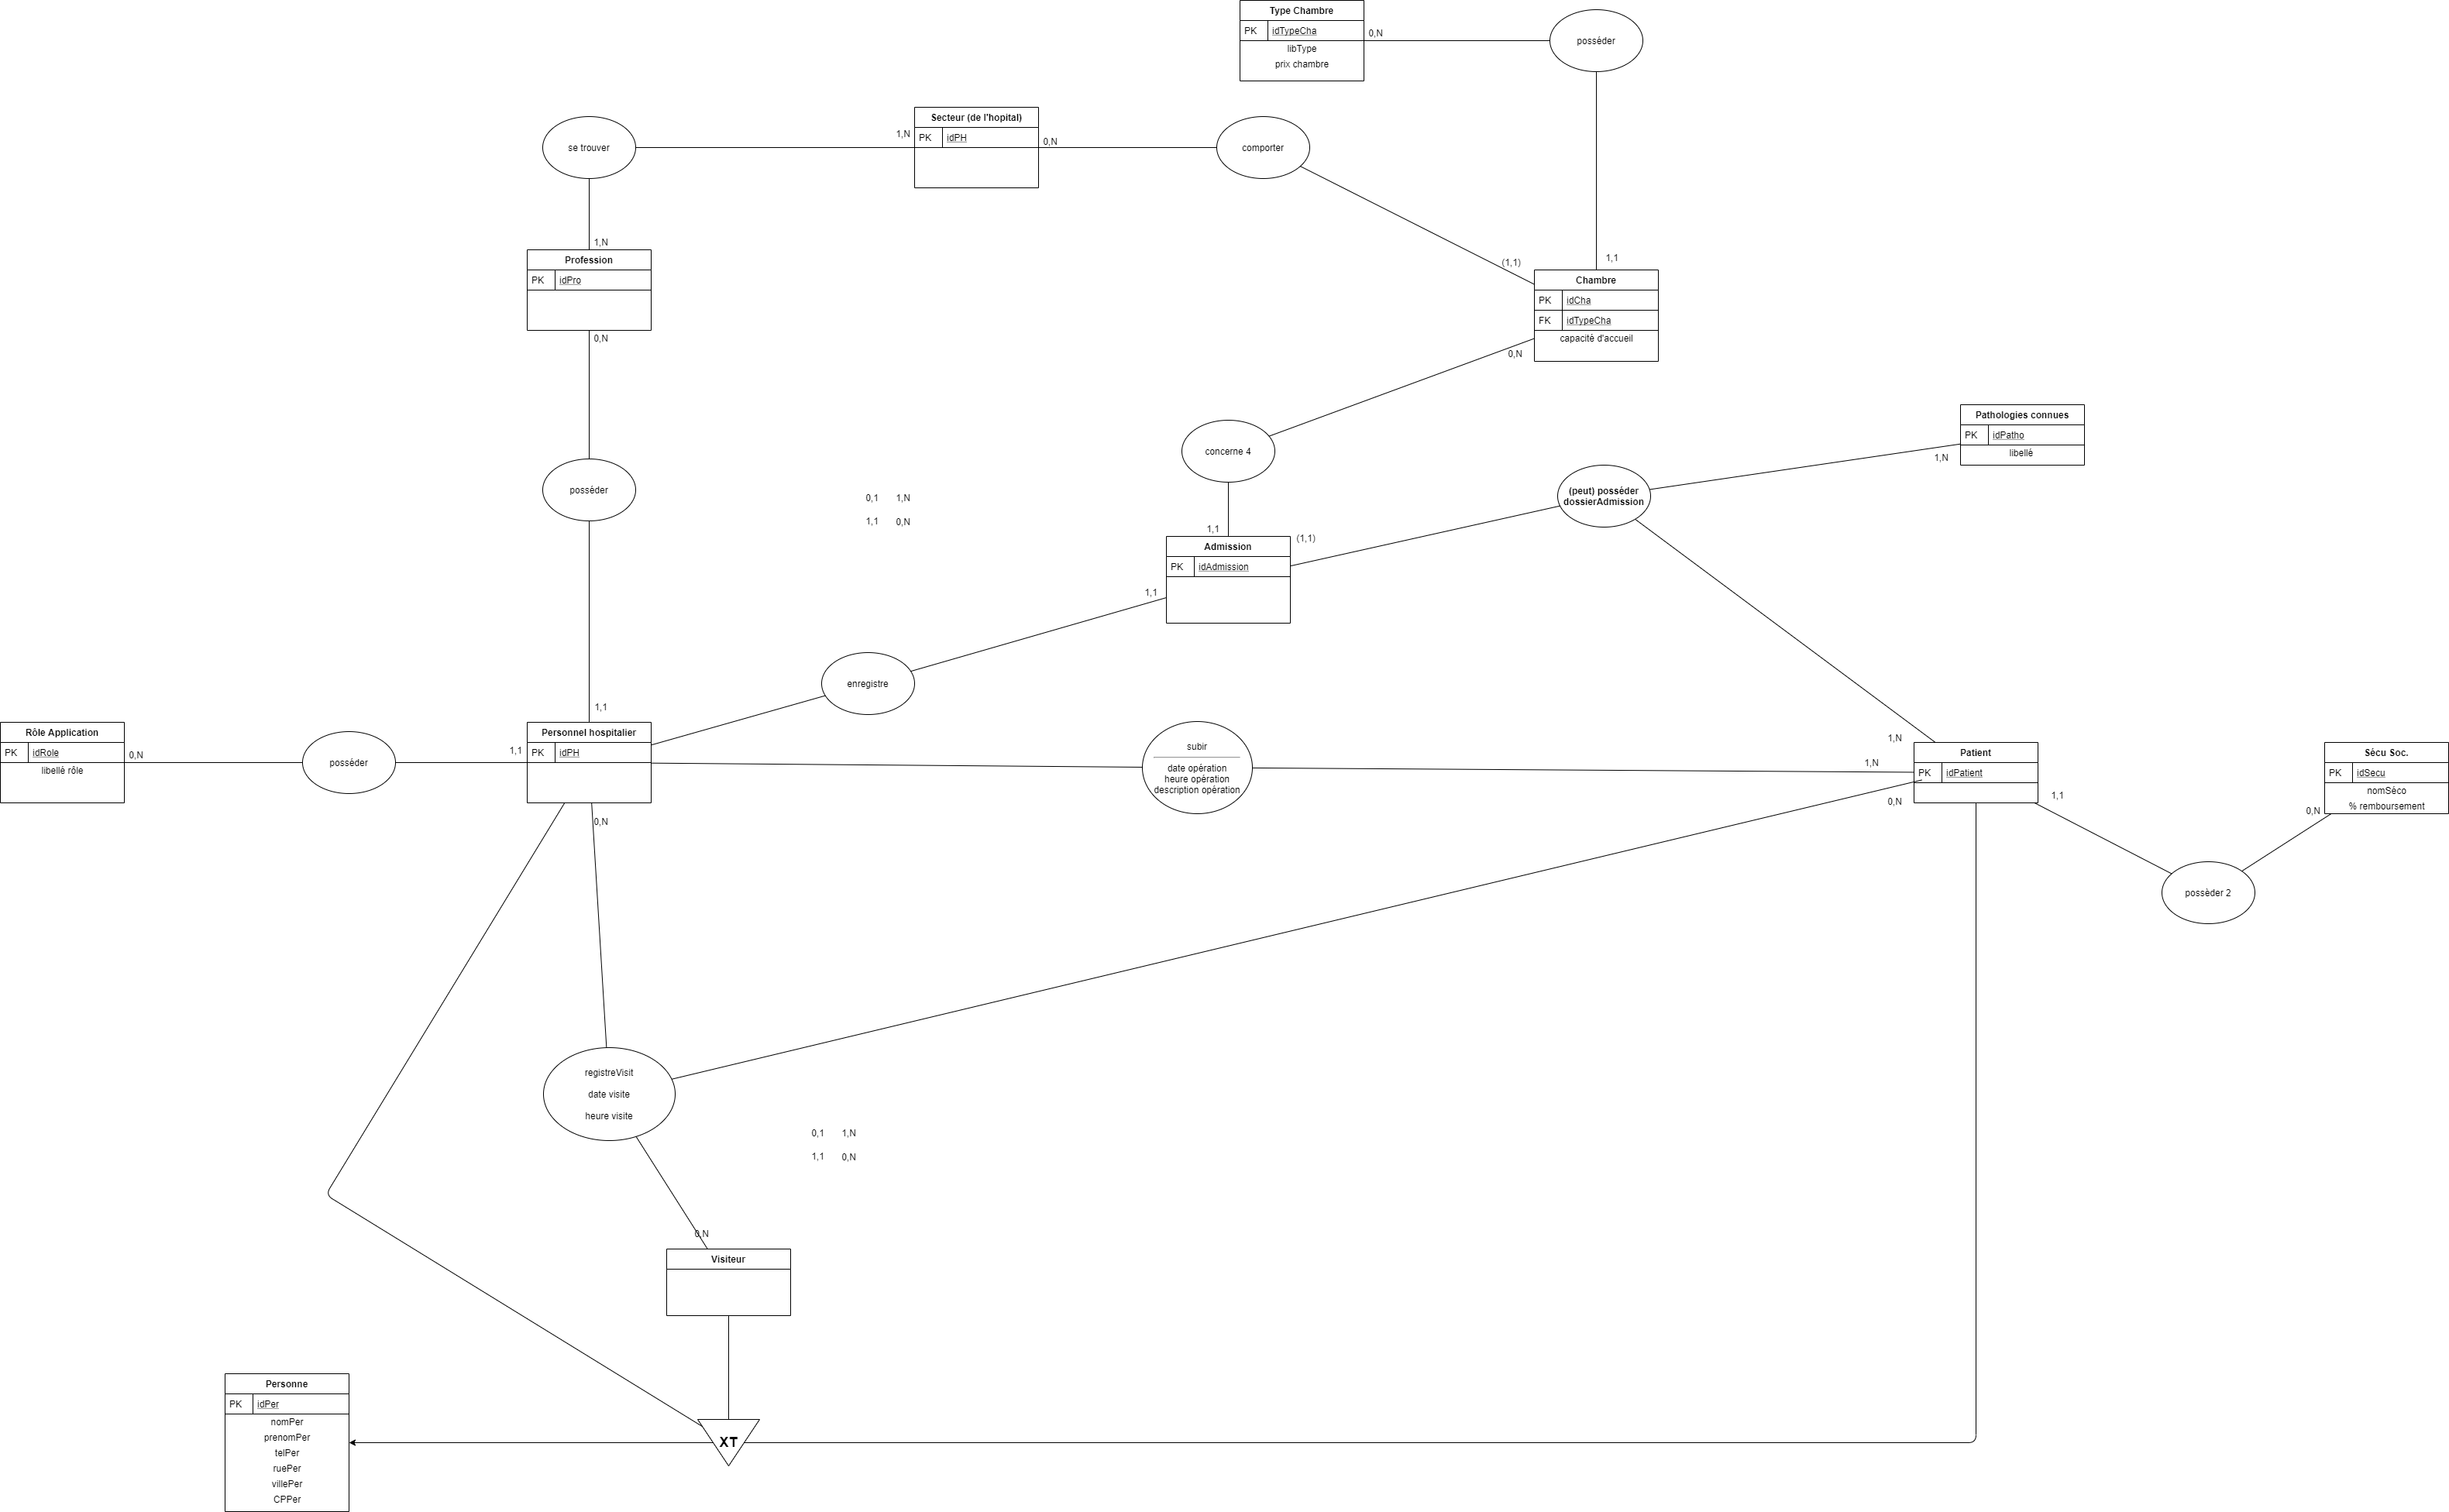 Type Chambre
PK idTypeCha
libType
prix chambre
0,N
posséder
se trouver
1,N
Secteur (de l'hopital)
PK idPH
0,N
comporter
1,N
Profession
PK idPro
0,N
(1,1)
1,1
Chambre
PK idCha
FK idTypeCha
capacité d'accueil
0,N
concerne 4
Pathologies connues
PK idPatho
libellé
1,N
posséder
0,1 1,N
1,1 0,N
(peut) posséder
dossierAdmission
1,1
(1,1)
Admission
PK idAdmission
1,1
enregistre
1,1
Rôle Application
PK idRole
libellé rôle
0,N
posséder
1,1
Personnel hospitalier
PK idPH
0,N
subir
date opération
heure opération
description opération
1,N
1,N
0,N
Patient
PK idPatient
1,1
Sécu Soc.
PK idSecu
nomSéco
% remboursement
0,N
possèder 2
registreVisit
date visite
heure visite
0,1 1,N
1,1 0,N
0,N
Visiteur
Personne
PK idPer
nomPer
prenomPer
telPer
ruePer
villePer
CPPer
XT